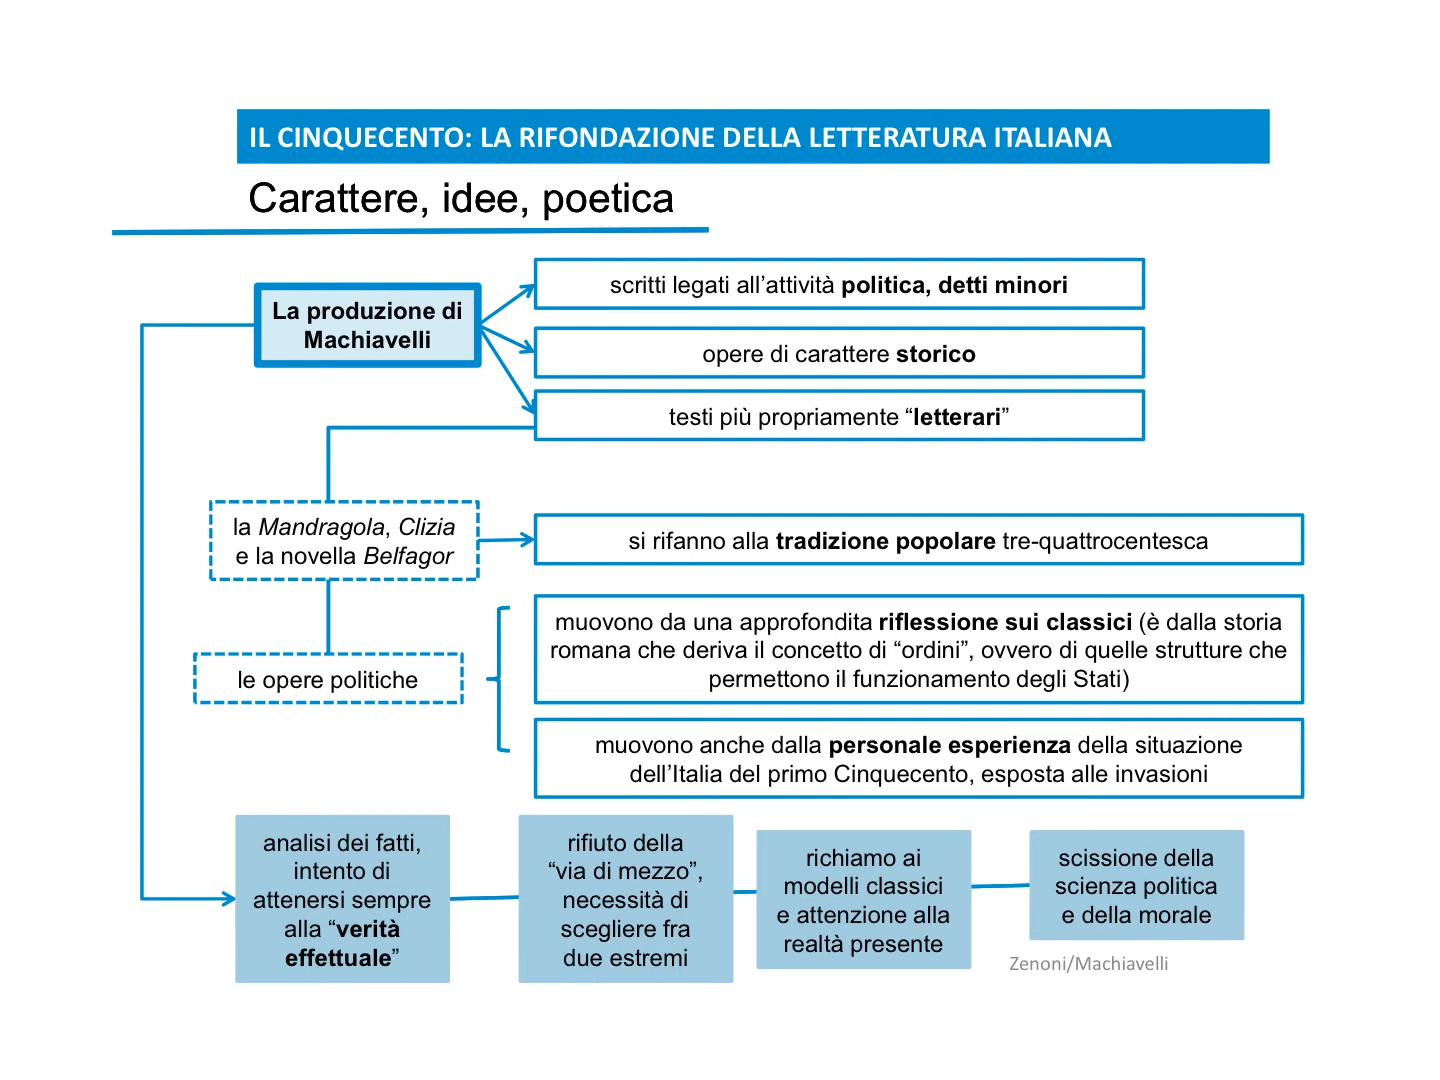 IL CINQUECENTO: LA RIFONDAZIONE DELLA LETTERATURA ITALIANA
Carattere, idee, poetica
La produzione di
Machiavelli
scritti legati all’attività politica, detti minori
opere di carattere storico
testi più propriamente “letterari”
la Mandragola, Clizia
e la novella Belfagor
si rifanno alla tradizione popolare tre-quattrocentesca
le opere politiche
muovono da una approfondita riflessione sui classici (è dalla storia
romana che deriva il concetto di “ordini”, ovvero di quelle strutture che
permettono il funzionamento degli Stati)
muovono anche dalla personale esperienza della situazione
dell’Italia del primo Cinquecento, esposta alle invasioni
analisi dei fatti,
intento di
attenersi sempre
alla “verità
effettuale”
rifiuto della
“via di mezzo”,
necessità di
scegliere fra
due estremi
richiamo ai
modelli classici
e attenzione alla
realtà presente
scissione della
scienza politica
e della morale
Zenoni/Machiavelli